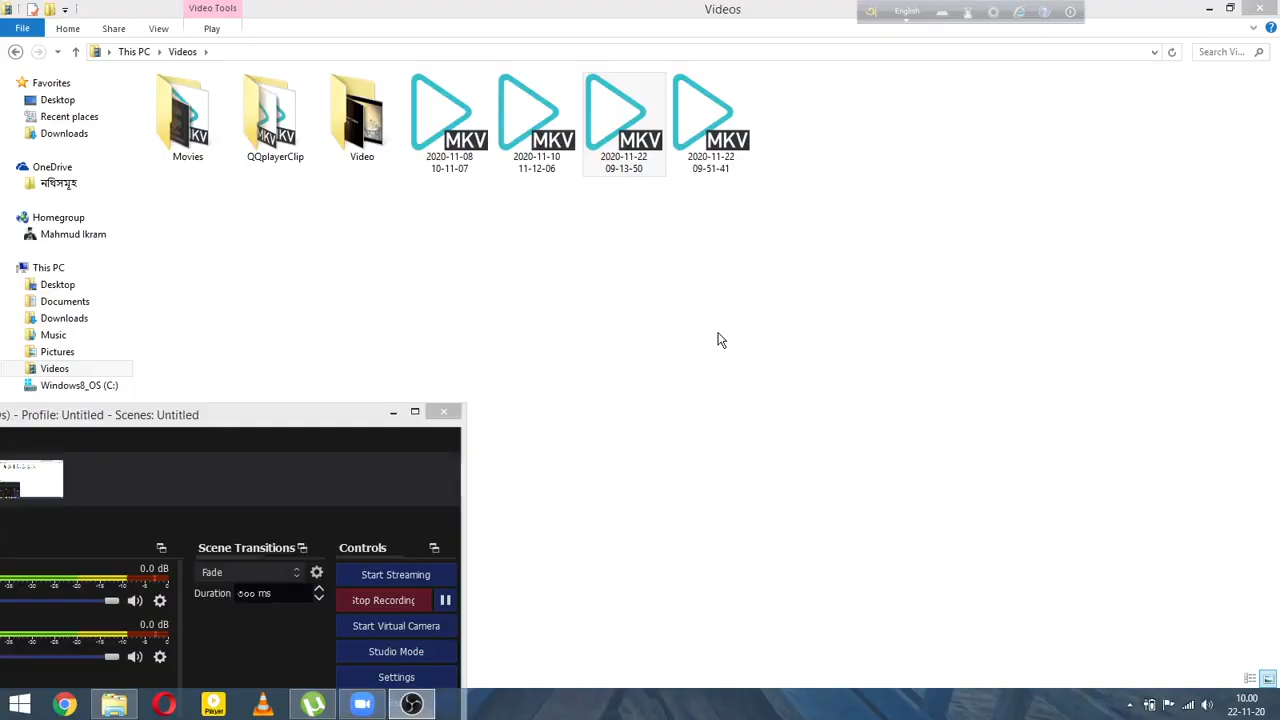 Video Tools
Videos
English
File
Home
Share
View
Play
This PC
Videos
Search Vi...
Favorites
Desktop
Recent places
Downloads
OneDrive
নথিসমূহ
Homegroup
Mahmud Ikram
This PC
Desktop
Documents
Downloads
Music
Pictures
Videos
Windows8_OS (C:)
Movies
QQplayerClip
Video
MKV
2020-11-08
10-11-07
MKV
2020-11-10
11-12-06
MKV
2020-11-22
09-13-50
MKV
2020-11-22
09-51-41
s) - Profile: Untitled - Scenes: Untitled
Scene Transitions
Controls
0.0 dB
Fade
Start Streaming
Duration
৩০০ ms
Stop Recording
0.0 dB
Start Virtual Camera
Studio Mode
Settings
Player
10.00
22-11-20